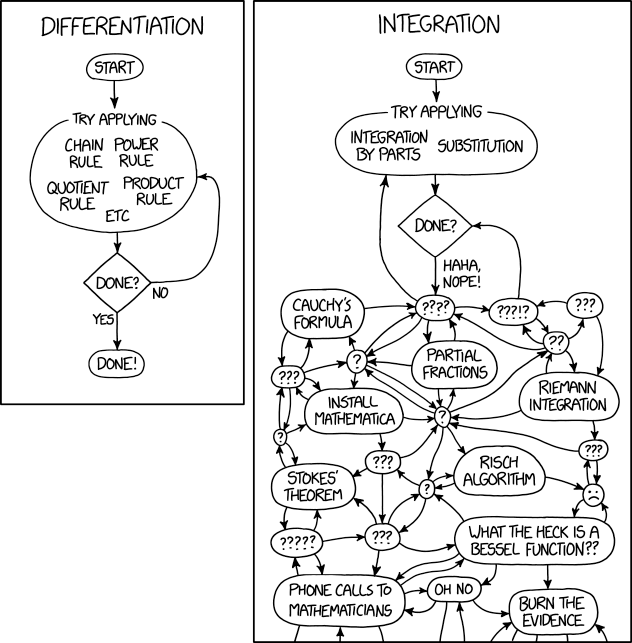 DIFFERENTIATION
START
TRY APPLYING
CHAIN RULE
POWER RULE
QUOTIENT RULE
PRODUCT RULE
ETC
DONE?
NO
YES
DONE!
INTEGRATION
START
TRY APPLYING
INTEGRATION
BY PARTS
SUBSTITUTION
DONE?
HAHA,
NOPE!
CAUCHY'S
FORMULA
????
???!?
???
??
?
PARTIAL
FRACTIONS
???
INSTALL
MATHEMATICA
RIEMANN
INTEGRATION
?
?
???
???
STOKES'
THEOREM
?
RISCH
ALGORITHM
?????
???
WHAT THE HECK IS A
BESSEL FUNCTION??
PHONE CALLS TO
MATHEMATICIANS
OH NO
BURN THE
EVIDENCE